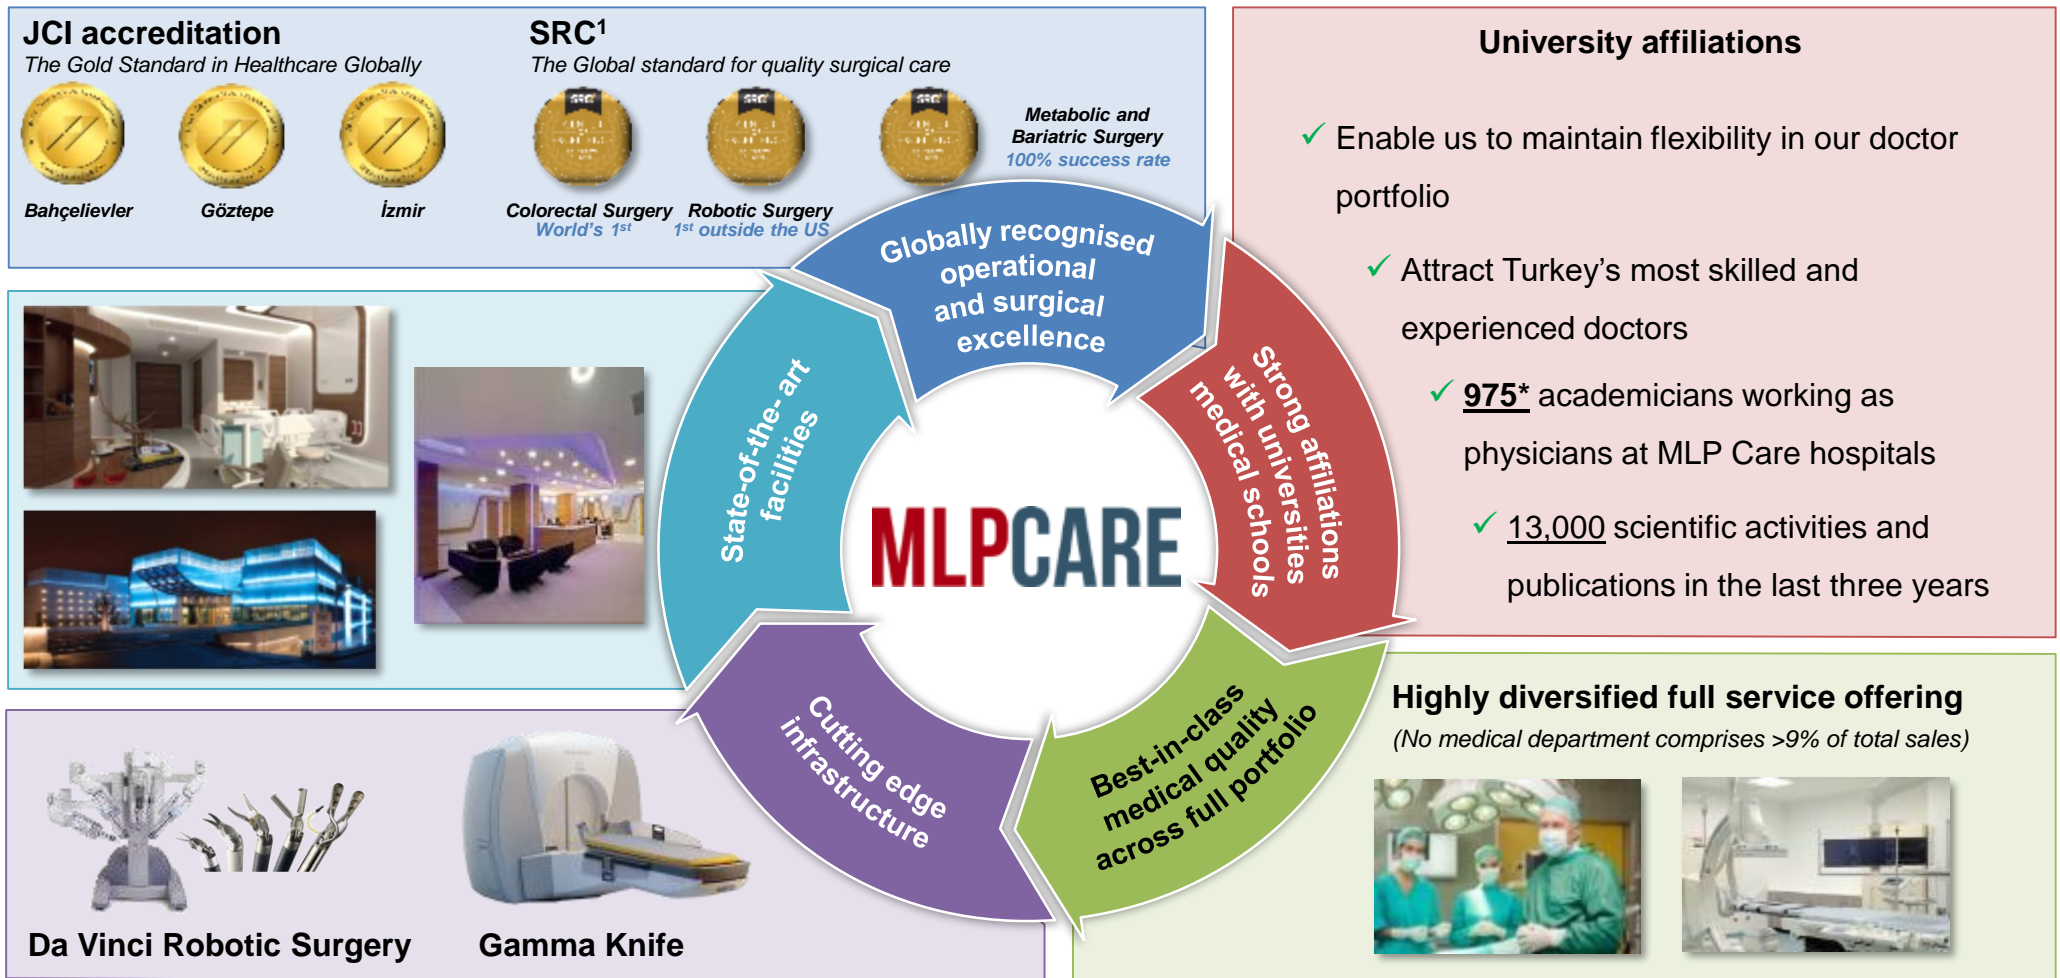 JCI accreditation
The Gold Standard in Healthcare Globally
Bahçelievler
Göztepe
İzmir
SRC¹
The Global standard for quality surgical care
SRC
Colorectal Surgery
World's 1st
Robotic Surgery
1st outside the US
Metabolic and
Bariatric Surgery
100% success rate
University affiliations
✓ Enable us to maintain flexibility in our doctor
portfolio
✓ Attract Turkey's most skilled and
experienced doctors
✓ 975* academicians working as
physicians at MLP Care hospitals
✓ 13,000 scientific activities and
publications in the last three years
Globally recognised
operational
and surgical
excellence
Strong affiliations
with universities
medical schools
Best-in-class
medical quality
across full portfolio
Cutting edge
infrastructure
State-of-the- art
facilities
MLPCARE
Da Vinci Robotic Surgery
Gamma Knife
Highly diversified full service offering
(No medical department comprises >9% of total sales)